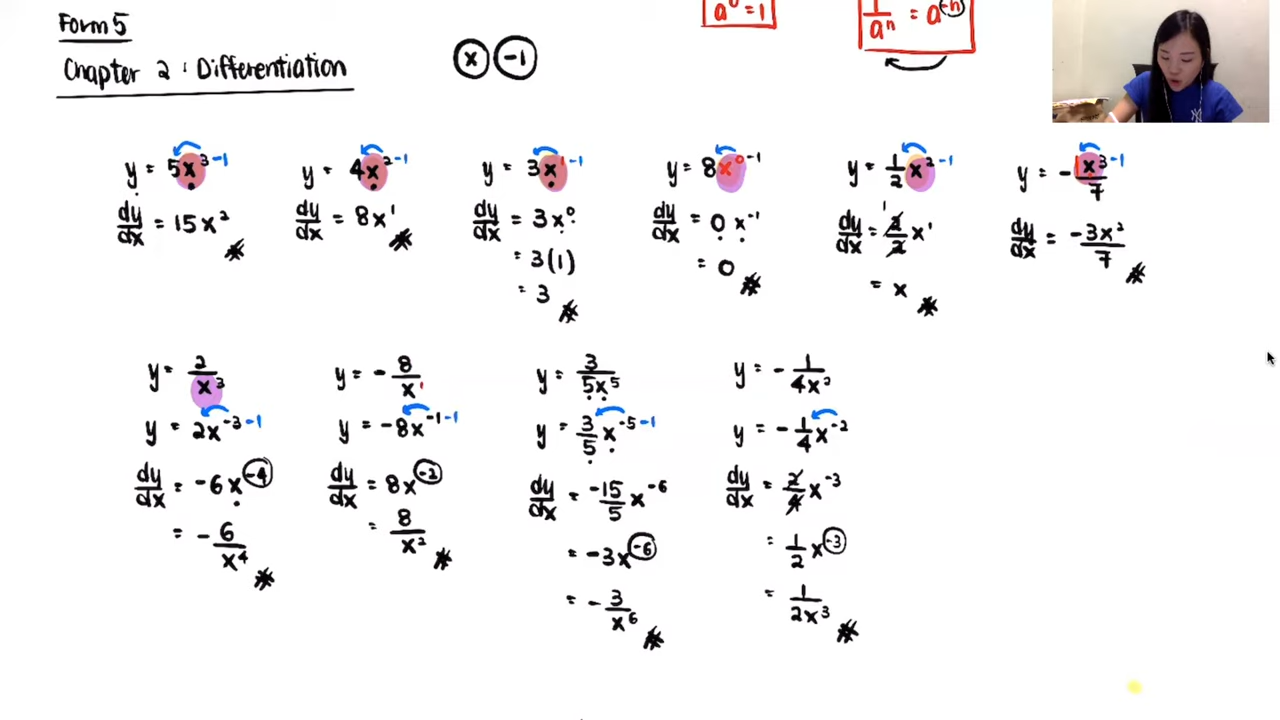 Form 5
Chapter 2 : Differentiation
x -1
a⁰ = 1
1/aⁿ = a⁻ⁿ
y = 5x³⁻¹
dy/dx = 15x²
y = 4x²⁻¹
dy/dx = 8x¹
y = 3x¹⁻¹
dy/dx = 3x⁰
= 3(1)
= 3
y = 8x⁰⁻¹
dy/dx = 0x⁻¹
= 0
y = 1/2 x²⁻¹
dy/dx = 2/2 x¹
1
= x
y = -1x³⁻¹/7
dy/dx = -3x²/7
y = 2/x³
y = 2x⁻³⁻¹
dy/dx = -6x⁻⁴
= -6/x⁴
y = -8/x¹
y = -8x⁻¹⁻¹
dy/dx = 8x⁻²
= 8/x²
y = 3/5x⁵
y = 3/5 x⁻⁵⁻¹
dy/dx = -15/5 x⁻⁶
= -3x⁻⁶
= -3/x⁶
y = -1/4x²
y = -1/4 x⁻²
dy/dx = 2/4 x⁻³
= 1/2 x⁻³
= 1/2x³